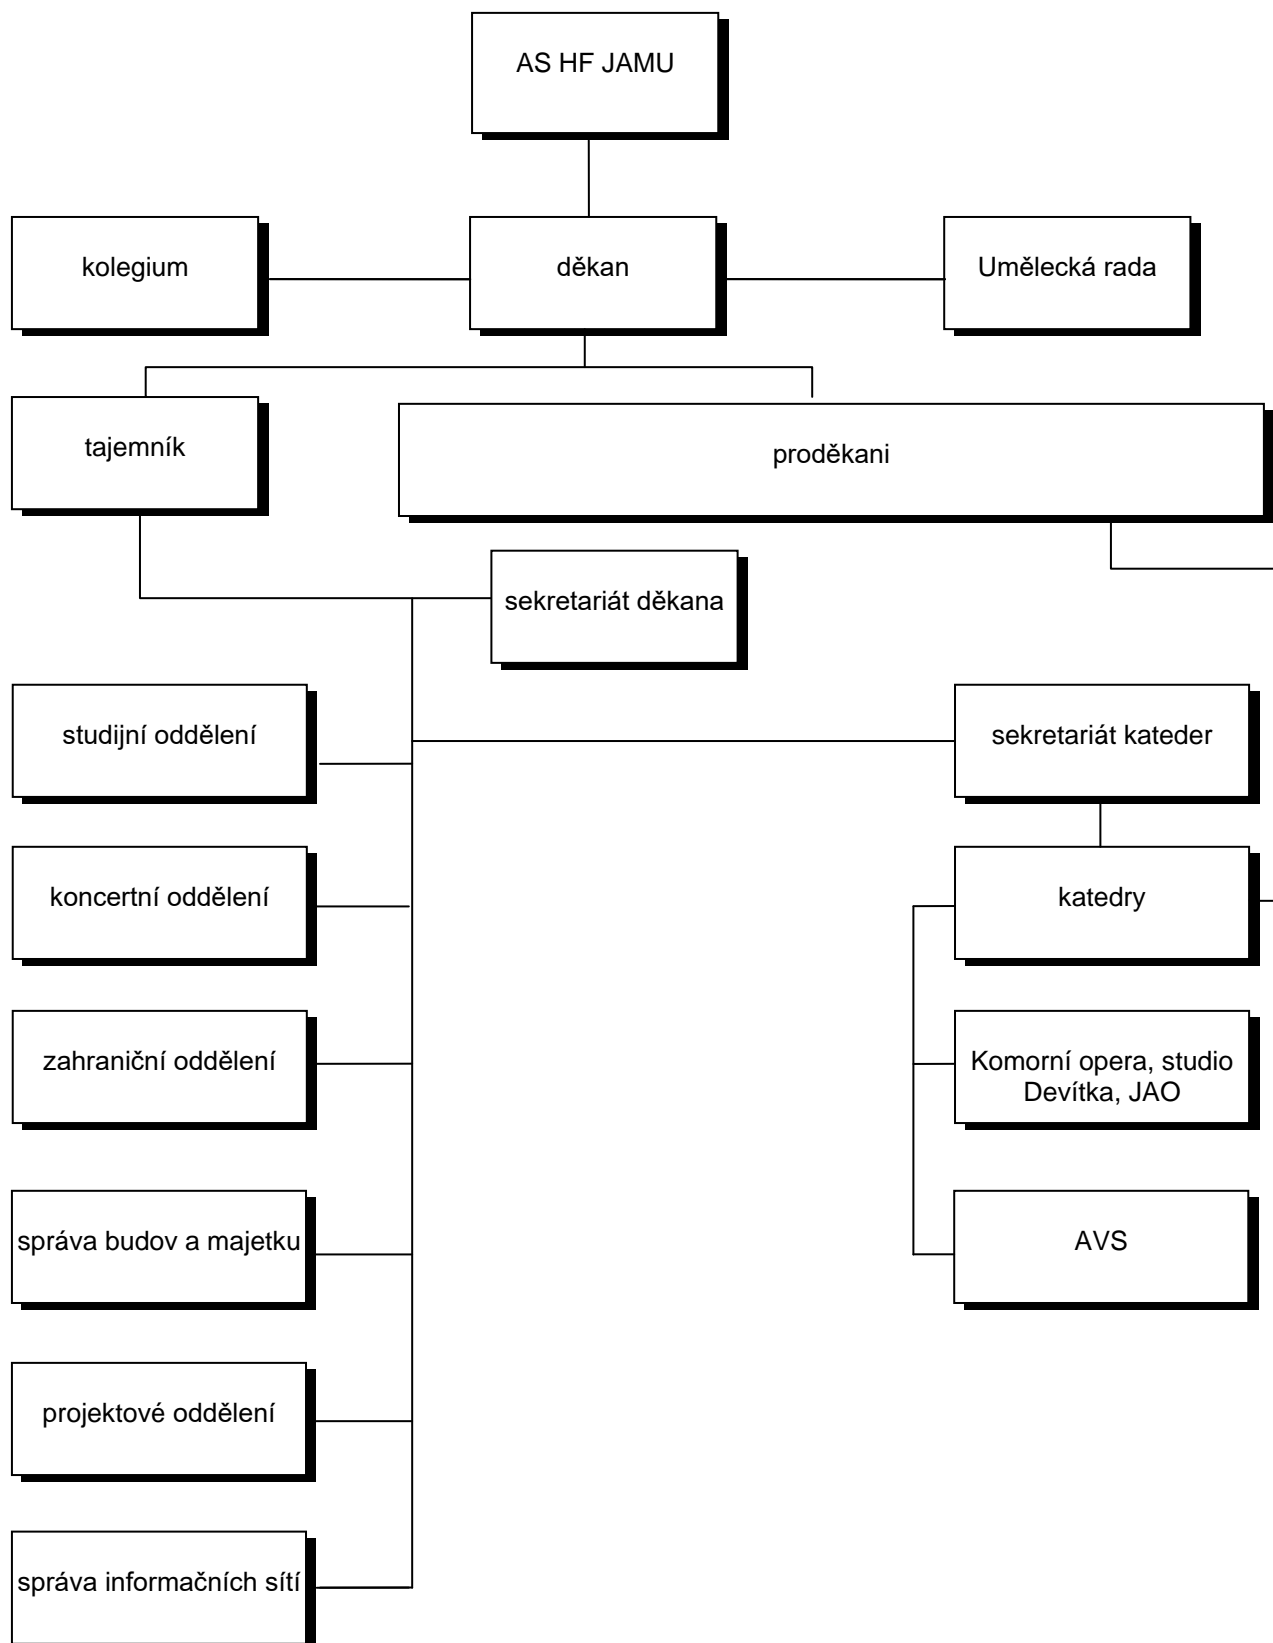 AS HF JAMU
kolegium
děkan
Umělecká rada
tajemník
proděkani
sekretariát děkana
studijní oddělení
sekretariát kateder
koncertní oddělení
katedry
zahraniční oddělení
Komorní opera, studio
Devítka, JAO
správa budov a majetku
AVS
projektové oddělení
správa informačních sítí